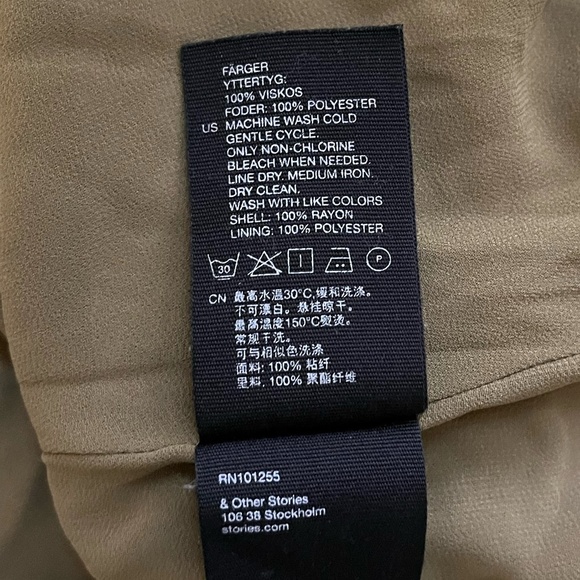 FÄRGER
YTTERTYG:
100% VISKOS
FODER: 100% POLYESTER
US MACHINE WASH COLD
GENTLE CYCLE.
ONLY NON-CHLORINE
BLEACH WHEN NEEDED.
LINE DRY. MEDIUM IRON.
DRY CLEAN.
WASH WITH LIKE COLORS
SHELL: 100% RAYON
LINING: 100% POLYESTER
30 P
CN 最高水温30°C,缓和洗涤。
不可漂白。悬挂晾干。
最高温度150°C熨烫。
常规干洗。
可与相似色洗涤
面料: 100% 粘纤
里料: 100% 聚酯纤维
RN101255
& Other Stories
106 38 Stockholm
stories.com